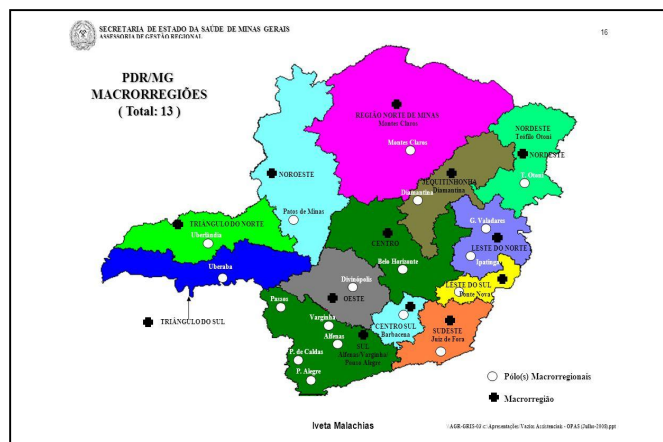 SECRETARIA DE ESTADO DA SAÚDE DE MINAS GERAIS
ASSESSORIA DE GESTÃO REGIONAL
16
PDR/MG
MACRORREGIÕES
( Total: 13 )
REGIÃO NORTE DE MINAS
Montes Claros
Montes Claros
NORDESTE
Teófilo Otoni
NORDESTE
T. Otoni
JEQUITINHONHA
Diamantina
Diamantina
NOROESTE
Patos de Minas
TRIÂNGULO DO NORTE
Uberlândia
CENTRO
Belo Horizonte
G. Valadares
LESTE DO NORTE
Ipatinga
Uberaba
Divinópolis
OESTE
LESTE DO SUL
Ponte Nova
TRIÂNGULO DO SUL
Passos
Varginha
Alfenas
CENTRO SUL
Barbacena
SUDESTE
Juiz de Fora
SUL
Alfenas/Varginha/
Pouso Alegre
P. de Caldas
P. Alegre
Pólo(s) Macrorregionais
Macrorregião
Iveta Malachias